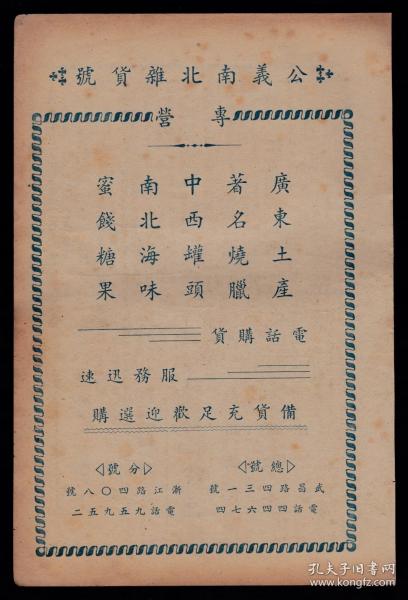 公義南北雜貨號
專營
廣東土產
著名燒臘
中西罐頭
南北海味
蜜餞糖果
電話購貨
服務迅速
備貨充足歡迎選購
總號
武昌路四三一號
電話四四六七四
分號
浙江路四〇八號
電話九五九五二
孔夫子旧书网
www.kongfz.com